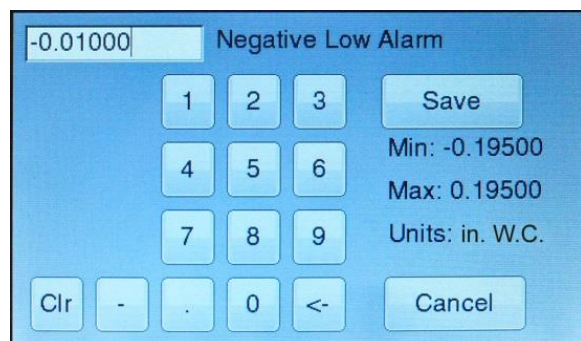 -0.01000 Negative Low Alarm
1 2 3 Save
Min: -0.19500
4 5 6
Max: 0.19500
7 8 9 Units: in. W.C.
Clr - . 0 <- Cancel